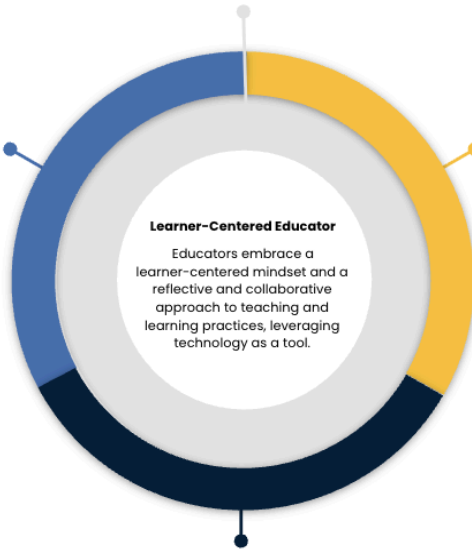 Learner-Centered Educator
Educators embrace a
learner-centered mindset and a
reflective and collaborative
approach to teaching and
learning practices, leveraging
technology as a tool.